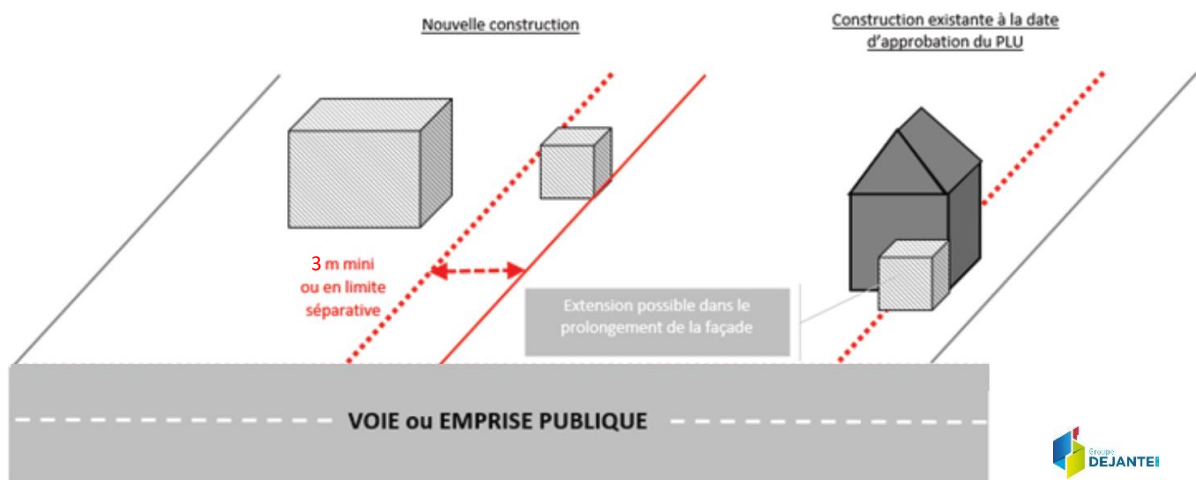 Nouvelle construction
Construction existante à la date
d'approbation du PLU
3 m mini
ou en limite
séparative
Extension possible dans le
prolongement de la façade
VOIE ou EMPRISE PUBLIQUE
Groupe
DEJANTE